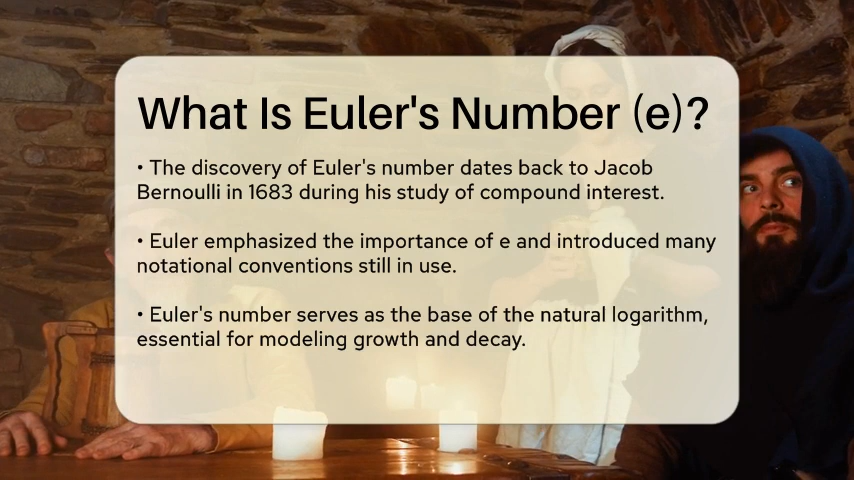 What Is Euler's Number (e)?
• The discovery of Euler's number dates back to Jacob
Bernoulli in 1683 during his study of compound interest.
• Euler emphasized the importance of e and introduced many
notational conventions still in use.
• Euler's number serves as the base of the natural logarithm,
essential for modeling growth and decay.